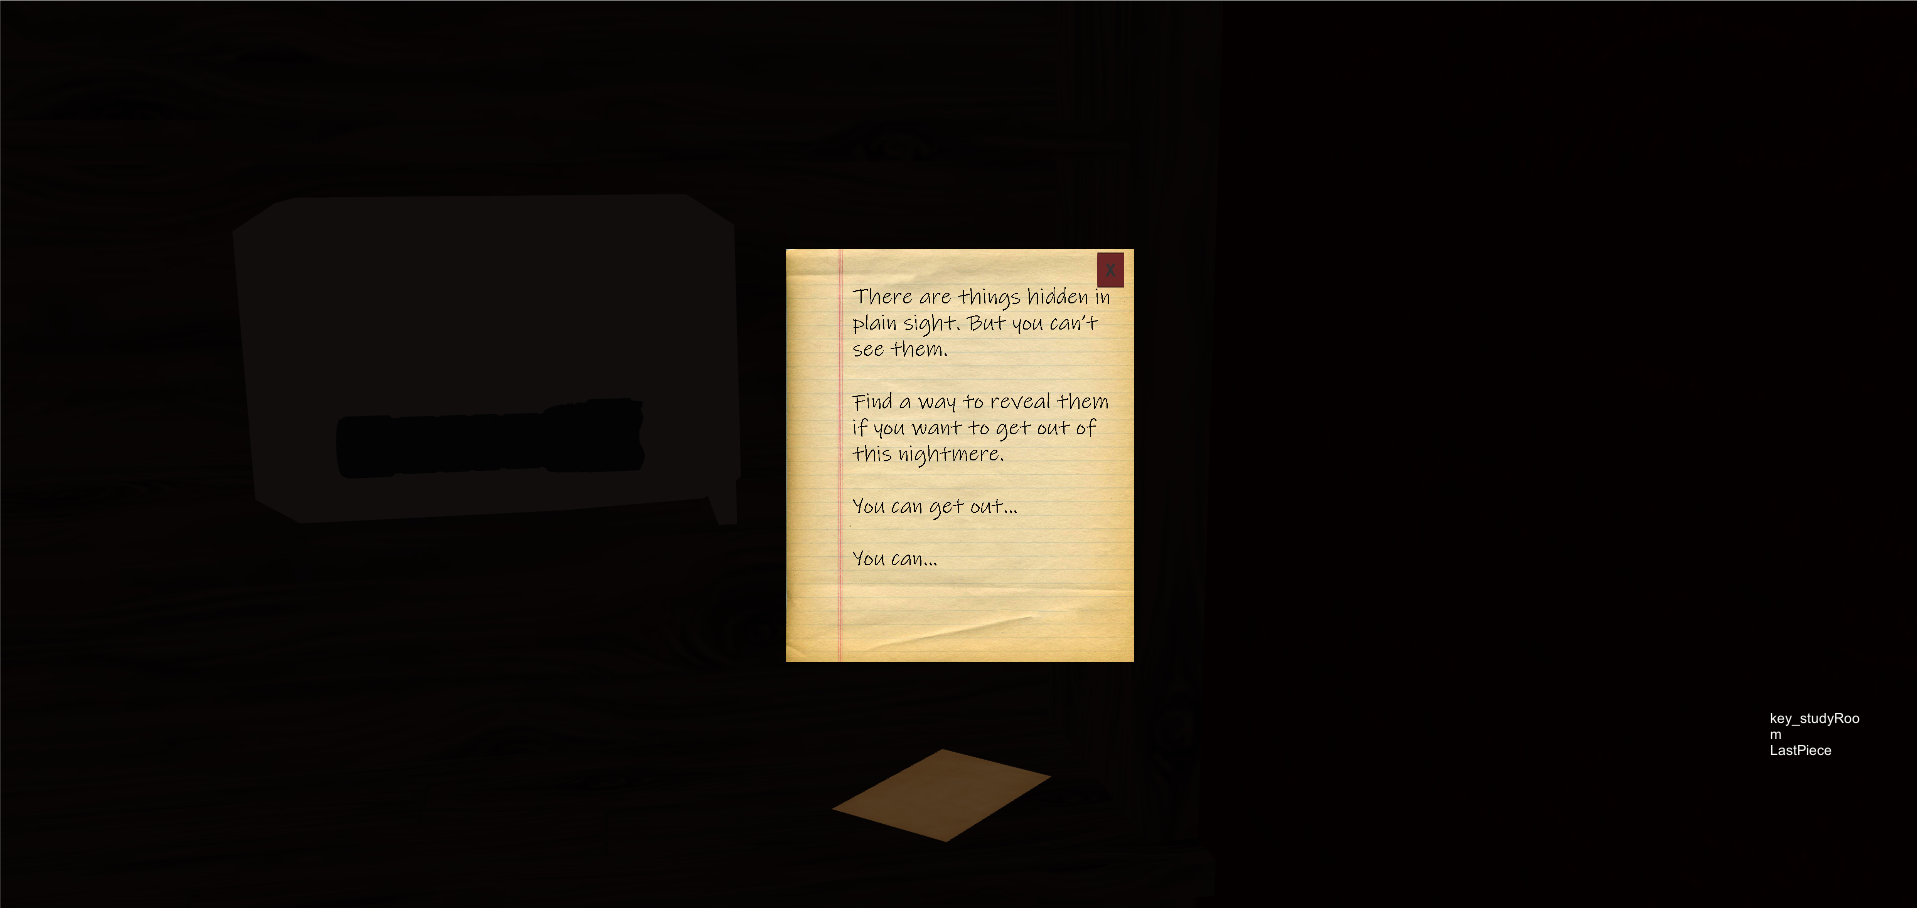 X
There are things hidden in
plain sight. But you can't
see them.
Find a way to reveal them
if you want to get out of
this nightmere.
You can get out...
You can...
key_studyRoo
m
LastPiece